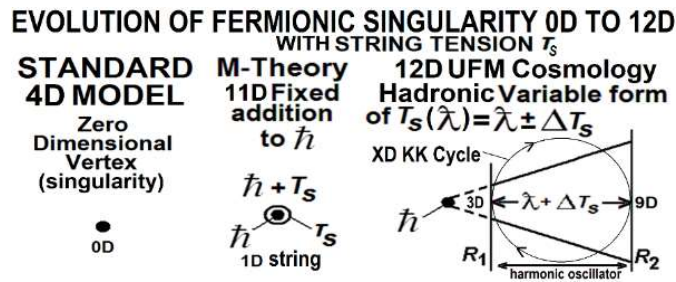 EVOLUTION OF FERMIONIC SINGULARITY 0D TO 12D
WITH STRING TENSION Ts
STANDARD
4D MODEL
Zero
Dimensional
Vertex
(singularity)
0D
M-Theory
11D Fixed
addition
to ℏ
ℏ + Ts
ℏ
Ts
1D string
12D UFM Cosmology
Hadronic Variable form
of Ts(ƛ)=ƛ±ΔTs
XD KK Cycle
ℏ
3D
ƛ+ ΔTs
9D
R1
R2
harmonic oscillator